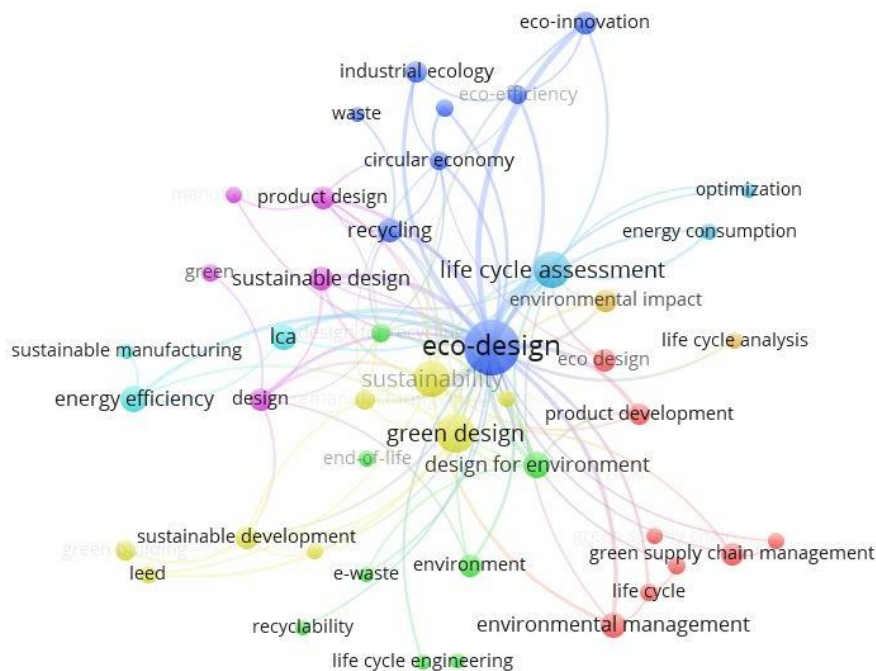 eco-innovation
industrial ecology
eco-efficiency
waste
circular economy
optimization
product design
recycling
energy consumption
life cycle assessment
green
sustainable design
environmental impact
lca
life cycle analysis
eco-design
eco design
sustainable manufacturing
sustainability
energy efficiency
design
product development
green design
end-of-life
design for environment
sustainable development
green building
green supply chain management
leed
e-waste
environment
life cycle
recyclability
environmental management
life cycle engineering